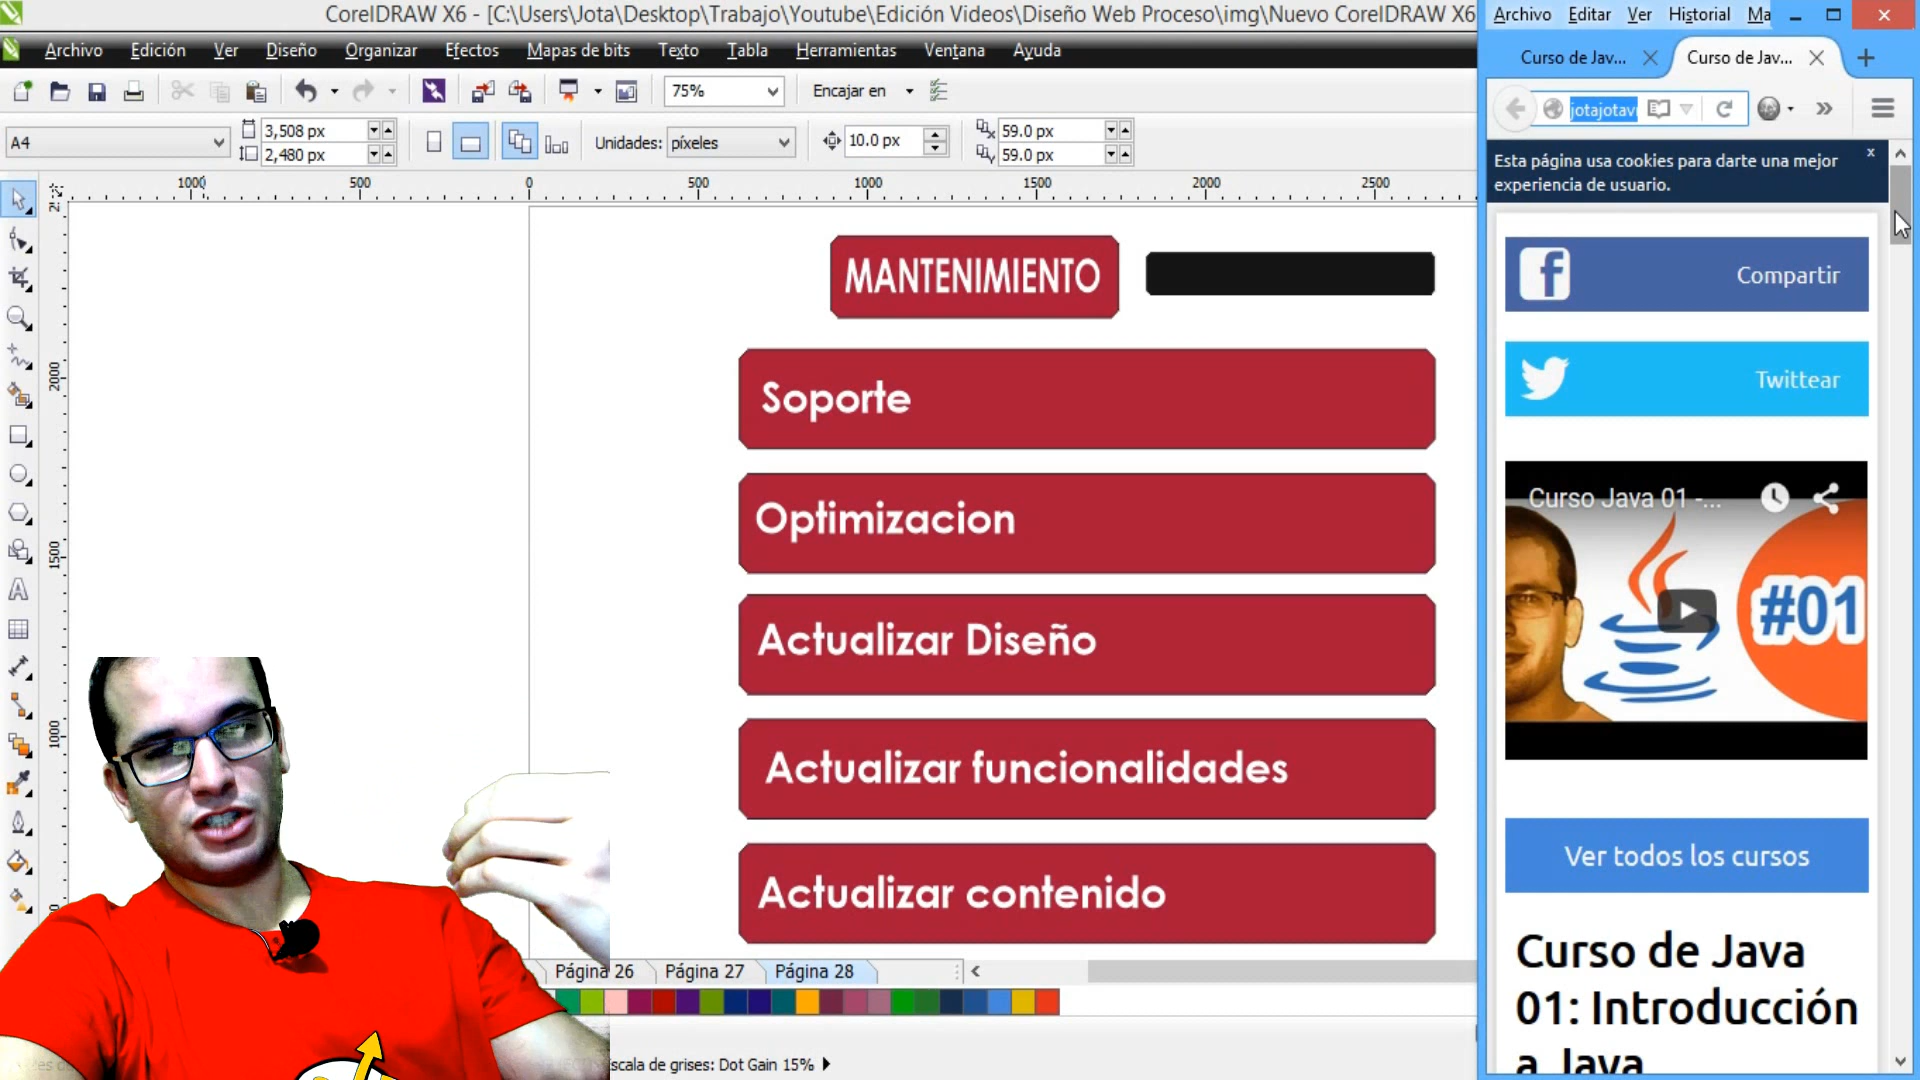 CorelDRAW X6 - [C:\Users\Jota\Desktop\Trabajo\Youtube\Edición Videos\Diseño Web Proceso\img\Nuevo CorelDRAW X6
Archivo Edición Ver Diseño Organizar Efectos Mapas de bits Texto Tabla Herramientas Ventana Ayuda
75% Encajar en
A4 3,508 px 2,480 px Unidades: píxeles 10.0 px 59.0 px 59.0 px
1000 500 0 500 1000 1500 2000 2500
2000
1500
1000
MANTENIMIENTO
Soporte
Optimizacion
Actualizar Diseño
Actualizar funcionalidades
Actualizar contenido
Página 26 Página 27 Página 28
scala de grises: Dot Gain 15%
Archivo Editar Ver Historial Ma
Curso de Jav... Curso de Jav...
jotajotav
Esta página usa cookies para darte una mejor
experiencia de usuario.
x
Compartir
Twittear
Curso Java 01 -...
#01
Ver todos los cursos
Curso de Java
01: Introducción
a Java